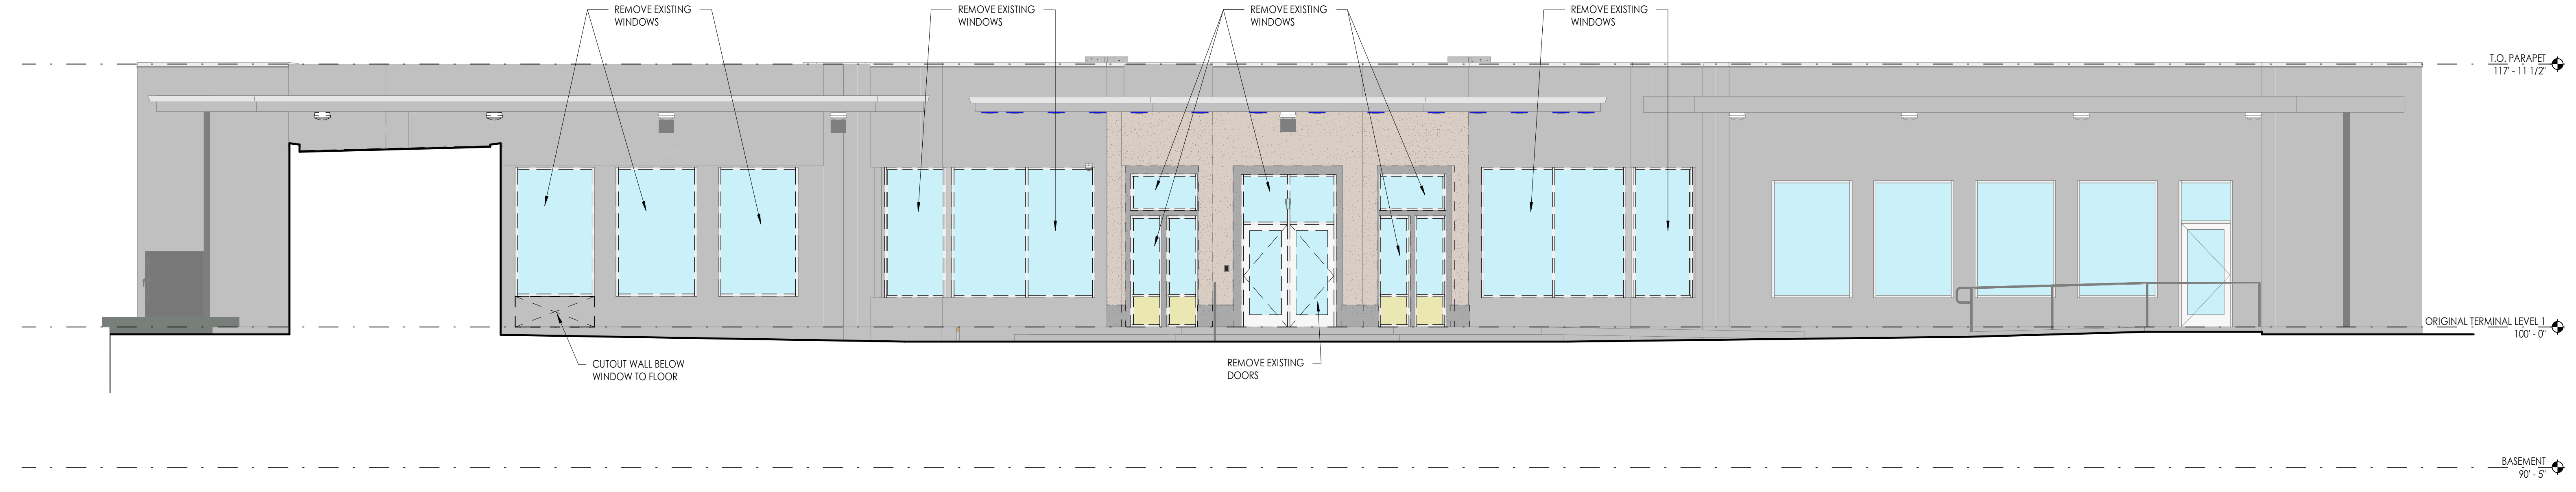 REMOVE EXISTING
WINDOWS
REMOVE EXISTING
WINDOWS
REMOVE EXISTING
WINDOWS
REMOVE EXISTING
WINDOWS
T.O. PARAPET
117' - 11 1/2"
ORIGINAL TERMINAL LEVEL 1
100' - 0"
CUTOUT WALL BELOW
WINDOW TO FLOOR
REMOVE EXISTING
DOORS
BASEMENT
90' - 5"